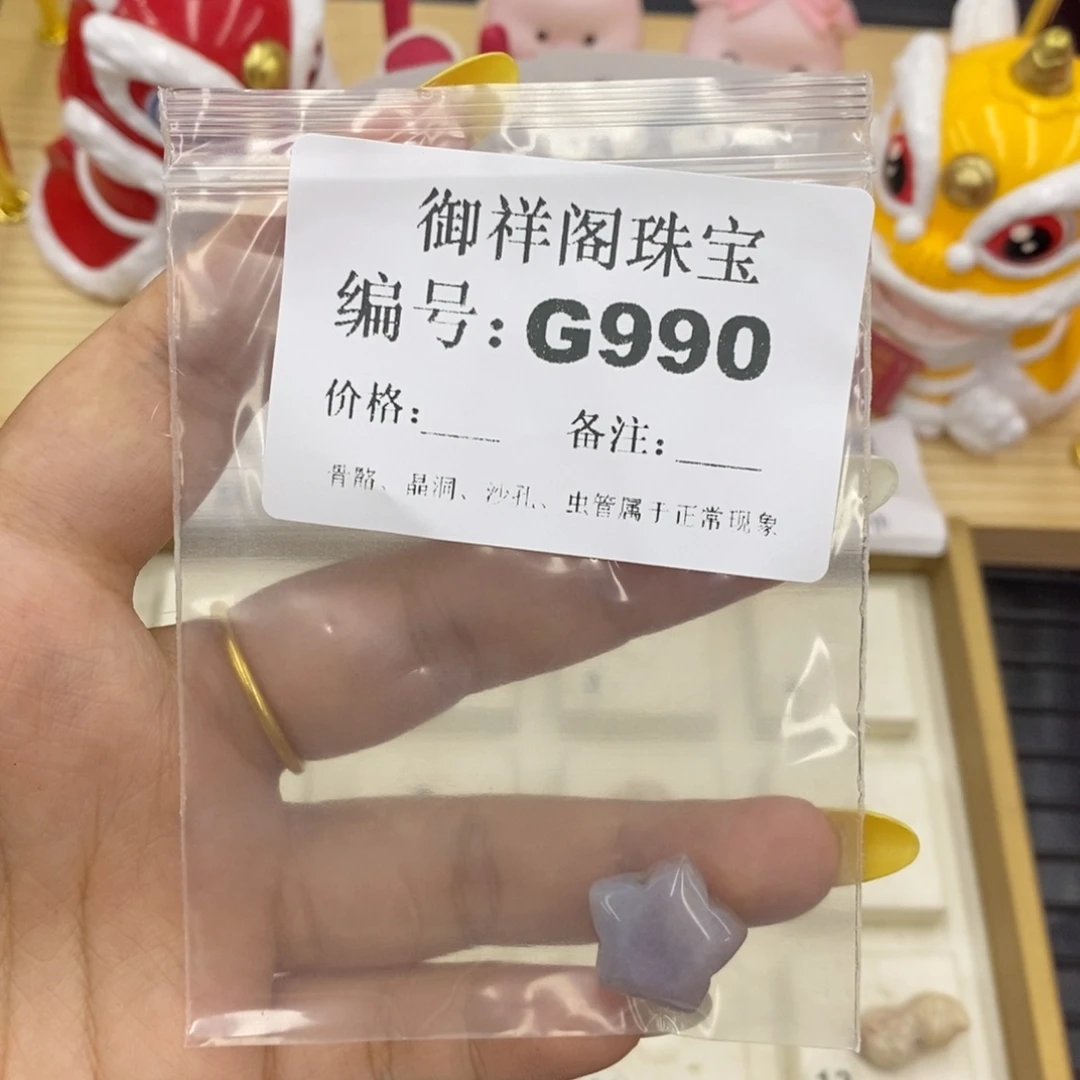 御祥阁珠宝
编号:G990
价格:____ 备注:____
骨骼、晶洞、沙孔、虫管属于正常现象